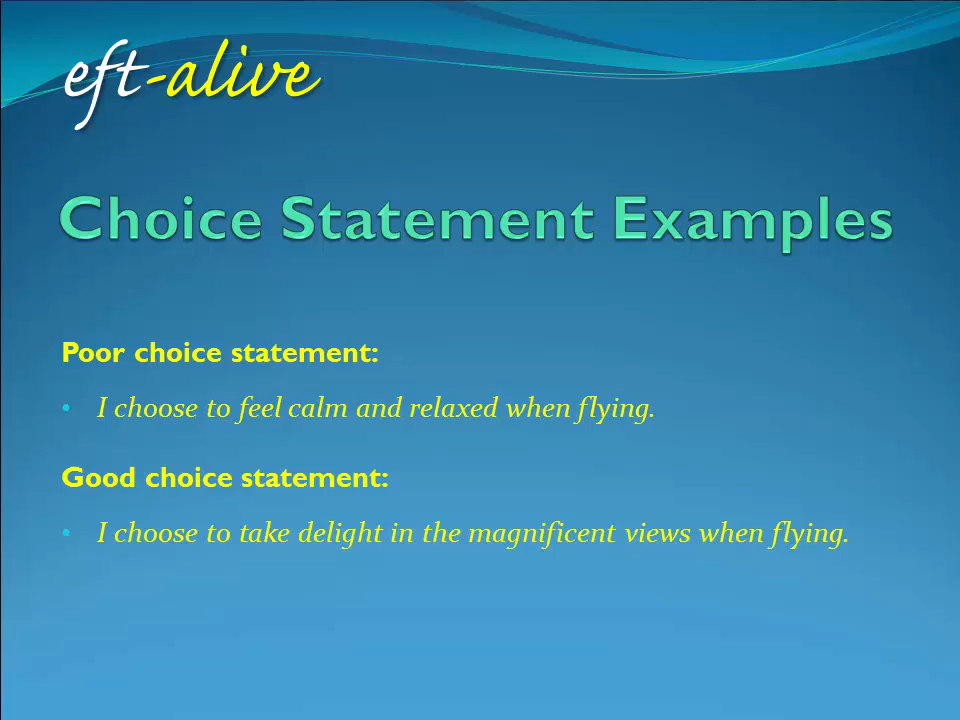 eft-alive
Choice Statement Examples
Poor choice statement:
• I choose to feel calm and relaxed when flying.
Good choice statement:
• I choose to take delight in the magnificent views when flying.